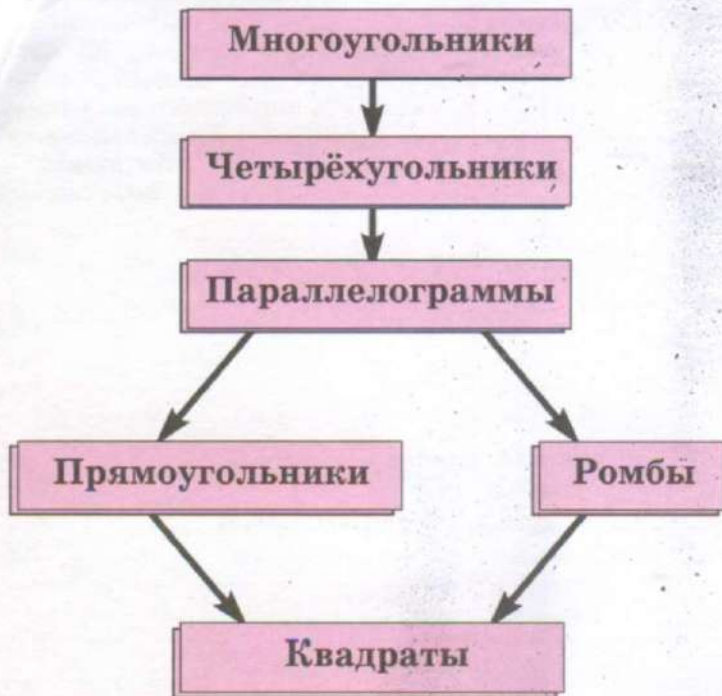 Многоугольники
Четырёхугольники
Параллелограммы
Прямоугольники
Ромбы
Квадраты